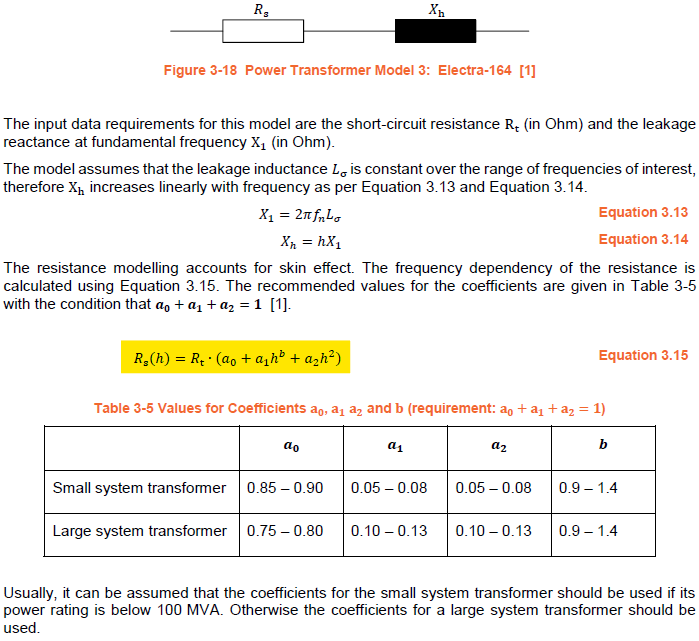 Rₛ Xₕ
Figure 3-18 Power Transformer Model 3: Electra-164 [1]
The input data requirements for this model are the short-circuit resistance Rₜ (in Ohm) and the leakage
reactance at fundamental frequency X₁ (in Ohm).
The model assumes that the leakage inductance L_σ is constant over the range of frequencies of interest,
therefore Xₕ increases linearly with frequency as per Equation 3.13 and Equation 3.14.
X₁ = 2πfₙL_σ Equation 3.13
Xₕ = hX₁ Equation 3.14
The resistance modelling accounts for skin effect. The frequency dependency of the resistance is
calculated using Equation 3.15. The recommended values for the coefficients are given in Table 3-5
with the condition that a₀ + a₁ + a₂ = 1 [1].
Rₛ(h) = Rₜ · (a₀ + a₁hᵇ + a₂h²) Equation 3.15
Table 3-5 Values for Coefficients a₀, a₁ a₂ and b (requirement: a₀ + a₁ + a₂ = 1)
a₀ a₁ a₂ b
Small system transformer 0.85 – 0.90 0.05 – 0.08 0.05 – 0.08 0.9 – 1.4
Large system transformer 0.75 – 0.80 0.10 – 0.13 0.10 – 0.13 0.9 – 1.4
Usually, it can be assumed that the coefficients for the small system transformer should be used if its
power rating is below 100 MVA. Otherwise the coefficients for a large system transformer should be
used.